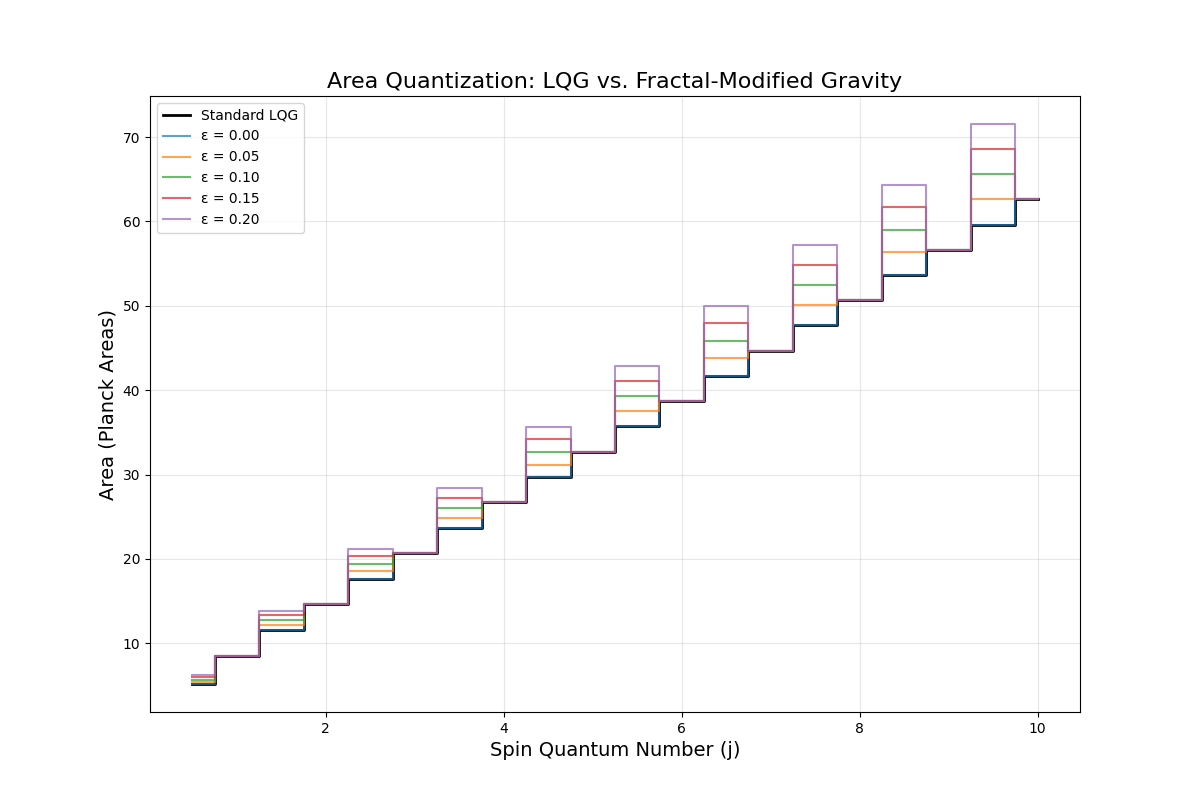 Area Quantization: LQG vs. Fractal-Modified Gravity
Standard LQG
ε = 0.00
ε = 0.05
ε = 0.10
ε = 0.15
ε = 0.20
Area (Planck Areas)
70
60
50
40
30
20
10
2 4 6 8 10
Spin Quantum Number (j)